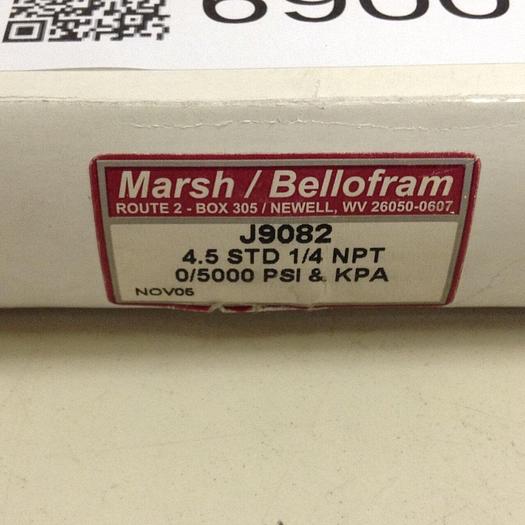 Marsh / Bellofram
ROUTE 2 - BOX 305 / NEWELL, WV 26050-0607
J9082
4.5 STD 1/4 NPT
0/5000 PSI & KPA
NOV05